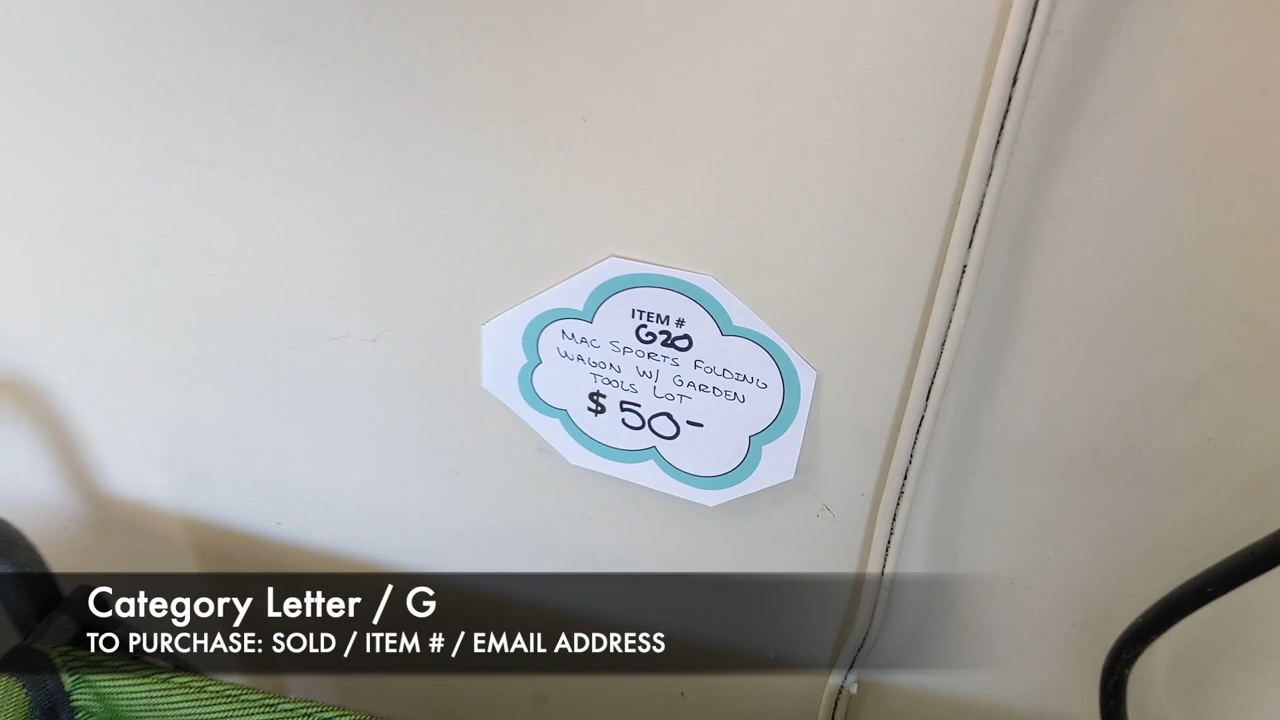 ITEM #
G20
MAC SPORTS FOLDING
WAGON W/ GARDEN
TOOLS LOT
$50-
Category Letter / G
TO PURCHASE: SOLD / ITEM # / EMAIL ADDRESS